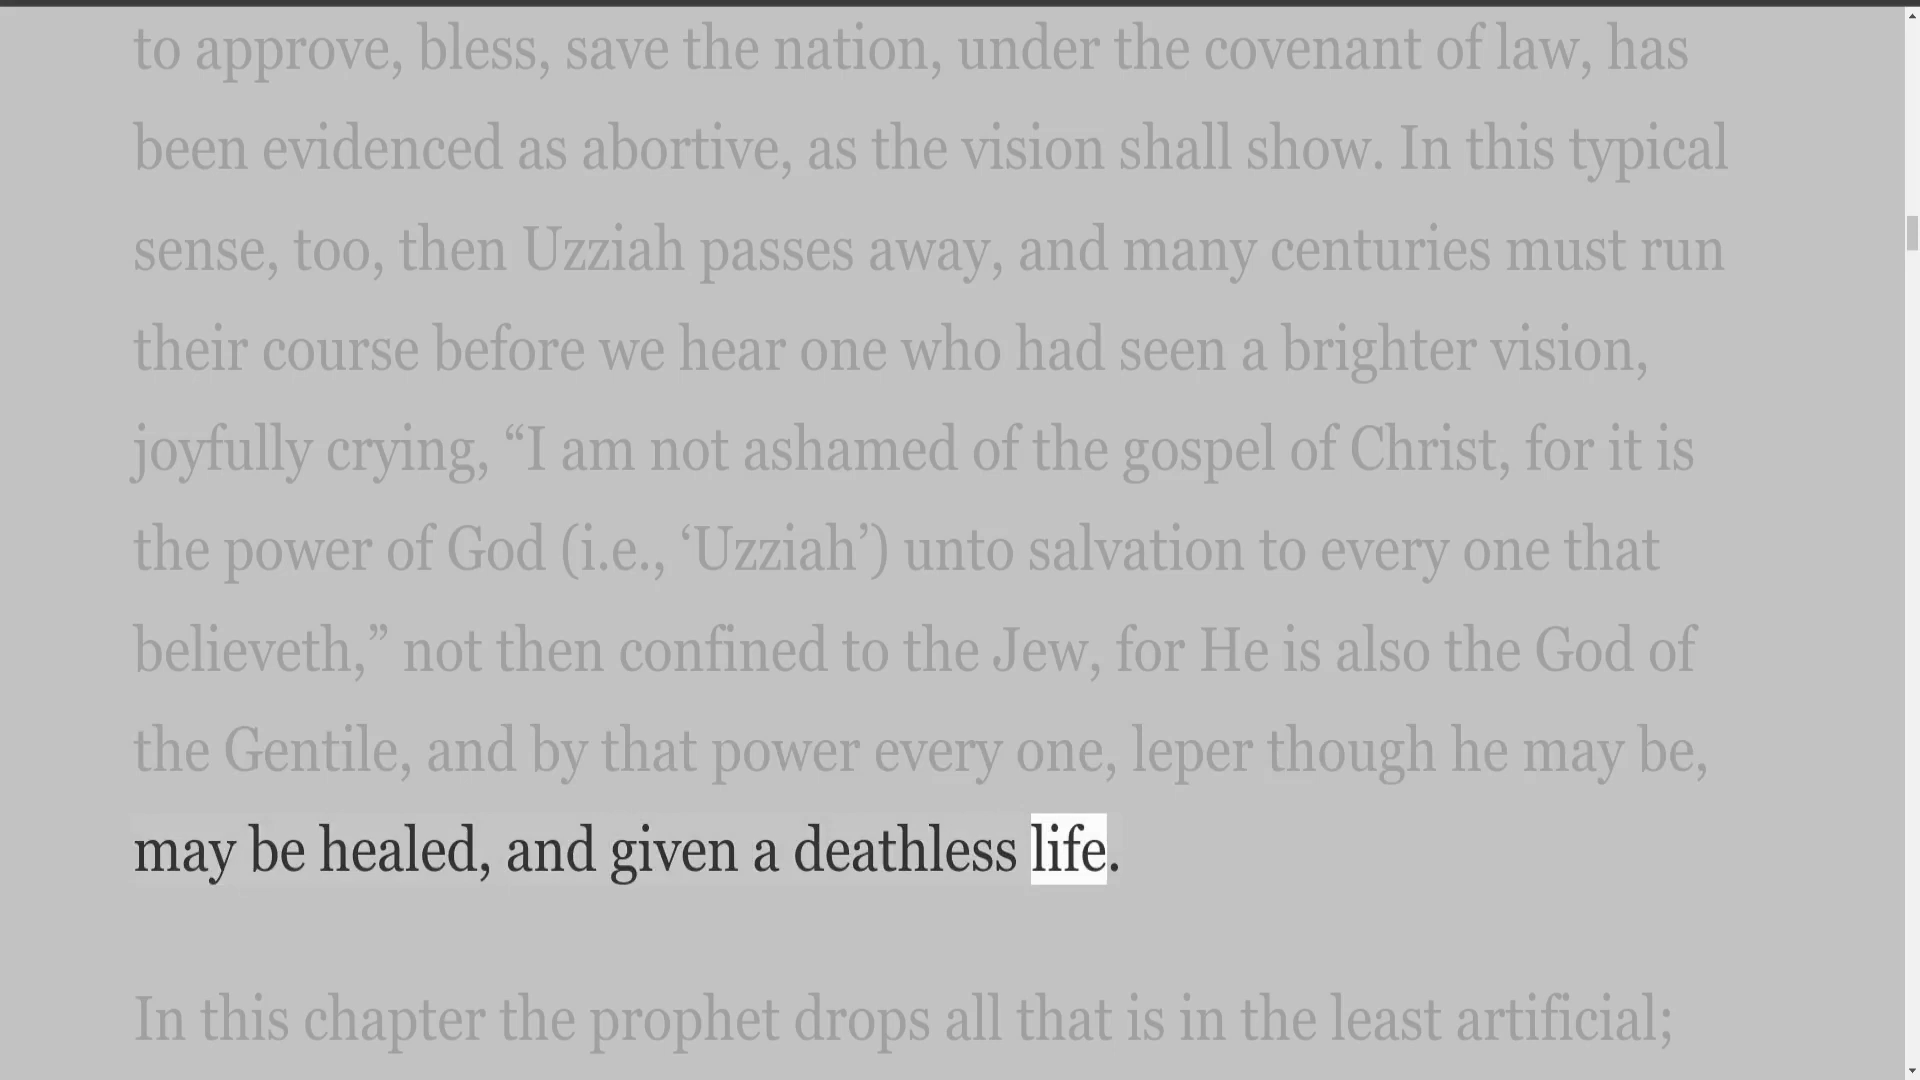 to approve, bless, save the nation, under the covenant of law, has
been evidenced as abortive, as the vision shall show. In this typical
sense, too, then Uzziah passes away, and many centuries must run
their course before we hear one who had seen a brighter vision,
joyfully crying, “I am not ashamed of the gospel of Christ, for it is
the power of God (i.e., ‘Uzziah’) unto salvation to every one that
believeth,” not then confined to the Jew, for He is also the God of
the Gentile, and by that power every one, leper though he may be,
may be healed, and given a deathless life.
In this chapter the prophet drops all that is in the least artificial;